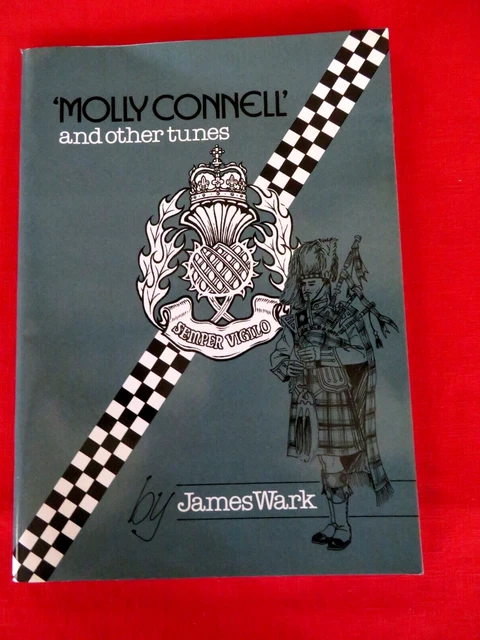 'MOLLY CONNELL'
and other tunes
SEMPER VIGILO
by James Wark